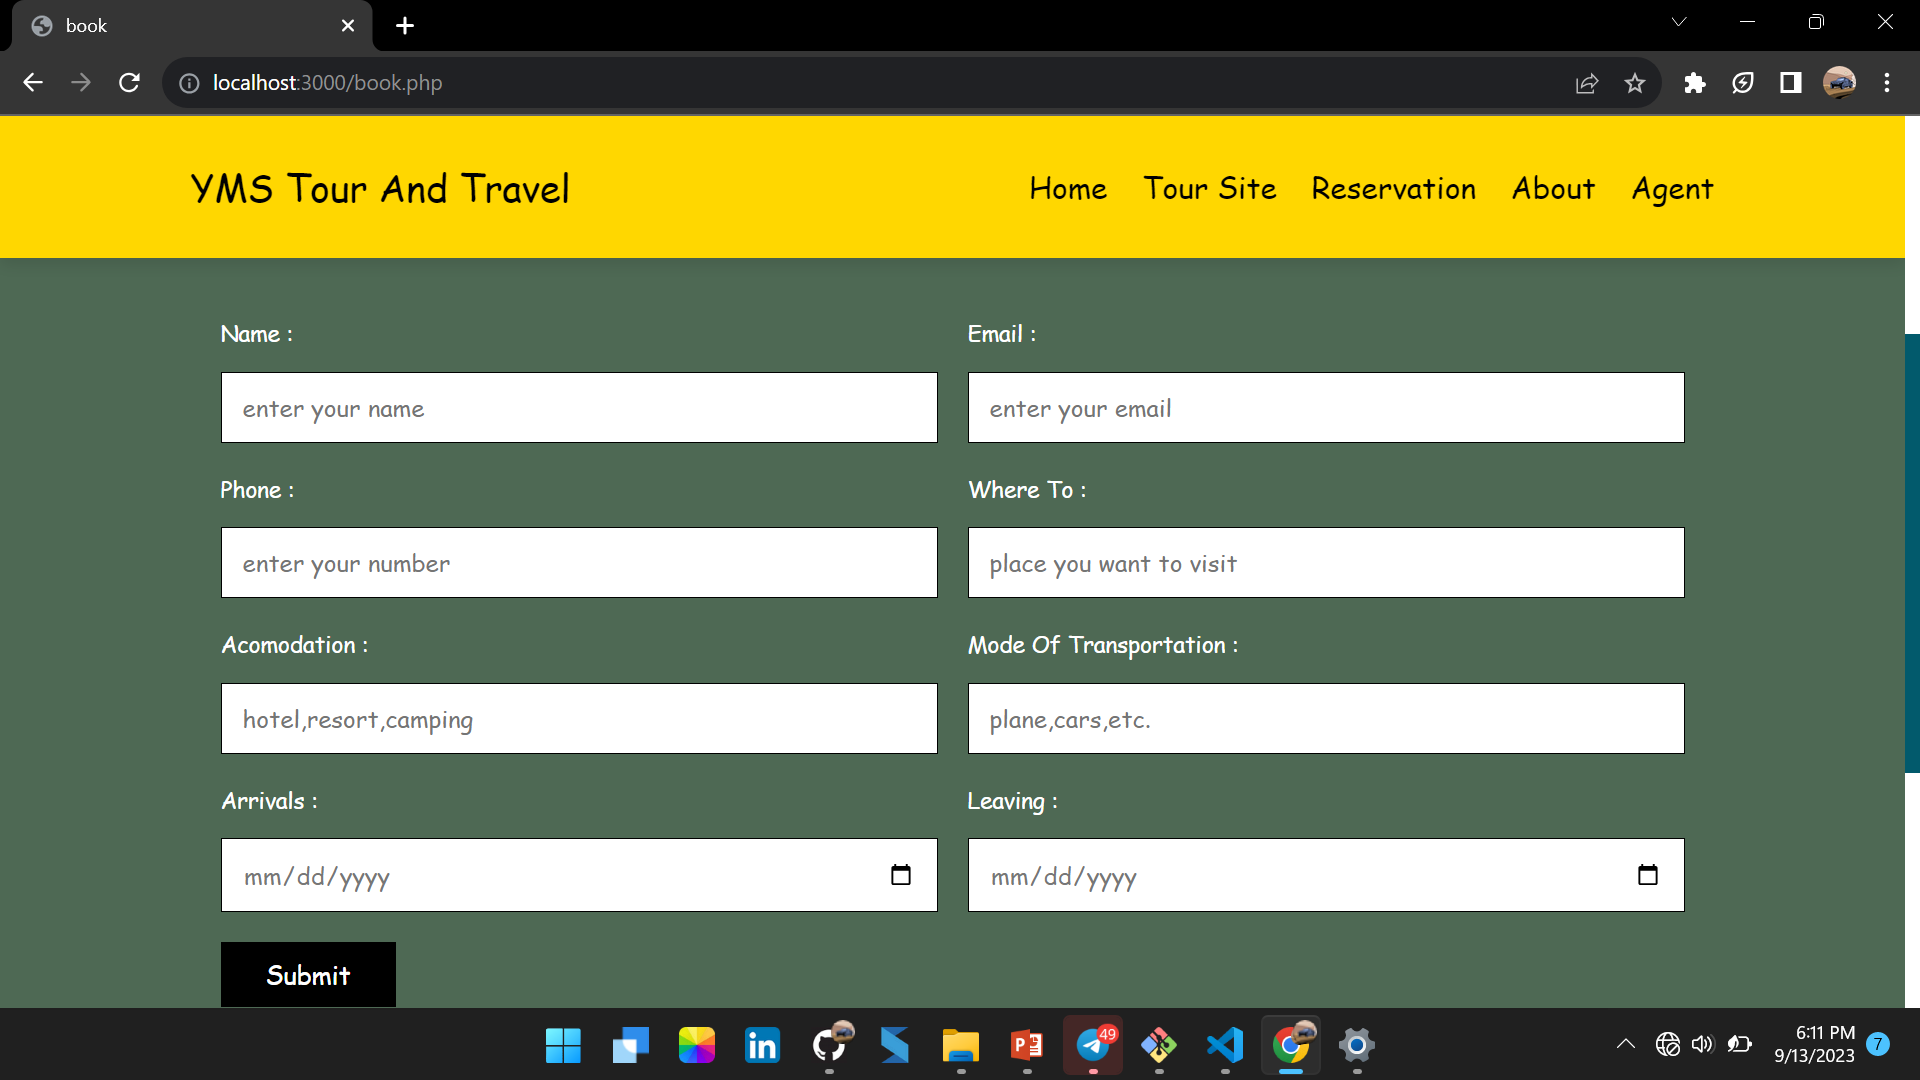 book
localhost:3000/book.php
YMS Tour And Travel
Home Tour Site Reservation About Agent
Name : Email :
enter your name enter your email
Phone : Where To :
enter your number place you want to visit
Acomodation : Mode Of Transportation :
hotel,resort,camping plane,cars,etc.
Arrivals : Leaving :
mm/dd/yyyy mm/dd/yyyy
Submit
in P 49 6:11 PM
9/13/2023 7